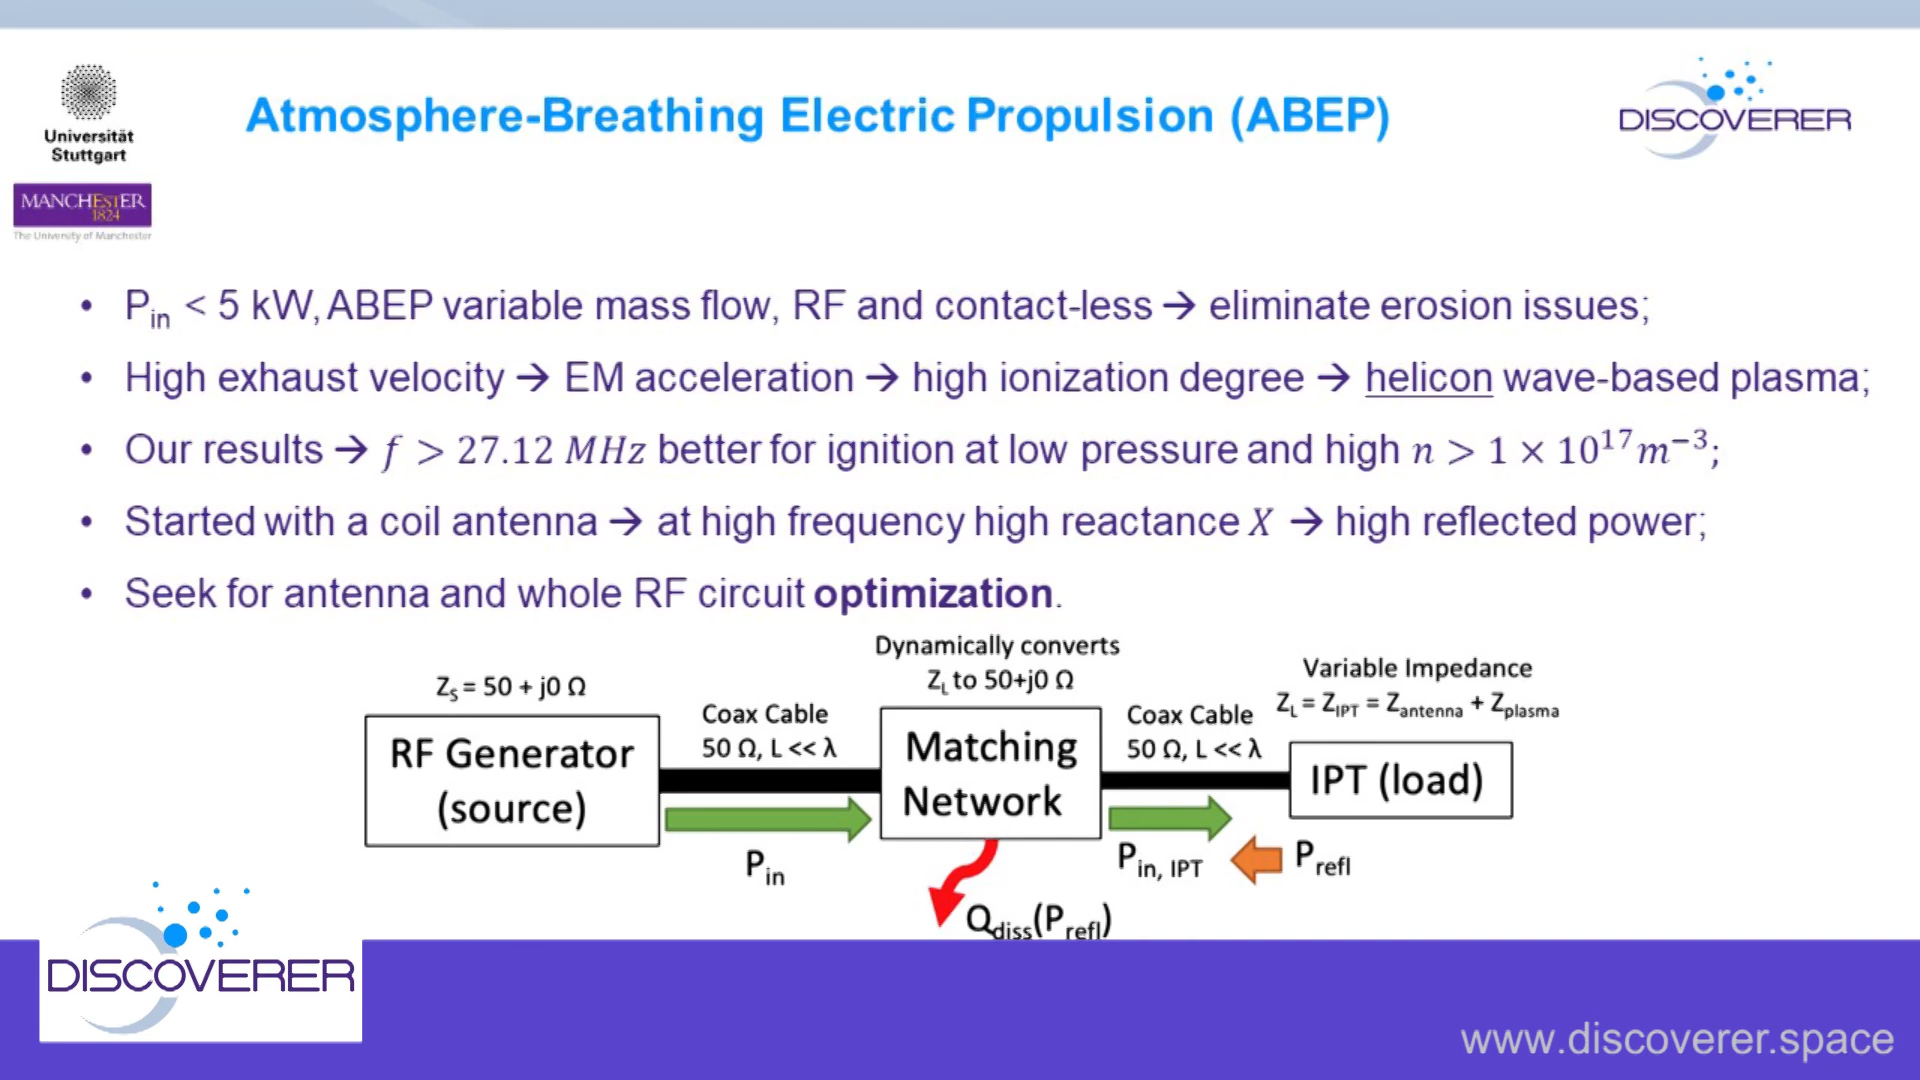 Universität
Stuttgart
MANCHESTER
1824
The University of Manchester
Atmosphere-Breathing Electric Propulsion (ABEP)
DISCOVERER
• P_in < 5 kW, ABEP variable mass flow, RF and contact-less → eliminate erosion issues;
• High exhaust velocity → EM acceleration → high ionization degree → helicon wave-based plasma;
• Our results → f > 27.12 MHz better for ignition at low pressure and high n > 1 × 10^17 m^−3;
• Started with a coil antenna → at high frequency high reactance X → high reflected power;
• Seek for antenna and whole RF circuit optimization.
Z_S = 50 + j0 Ω
RF Generator
(source)
Coax Cable
50 Ω, L << λ
P_in
Dynamically converts
Z_L to 50+j0 Ω
Matching
Network
Q_diss(P_refl)
Coax Cable
50 Ω, L << λ
P_in, IPT
P_refl
Variable Impedance
Z_L = Z_IPT = Z_antenna + Z_plasma
IPT (load)
DISCOVERER
www.discoverer.space